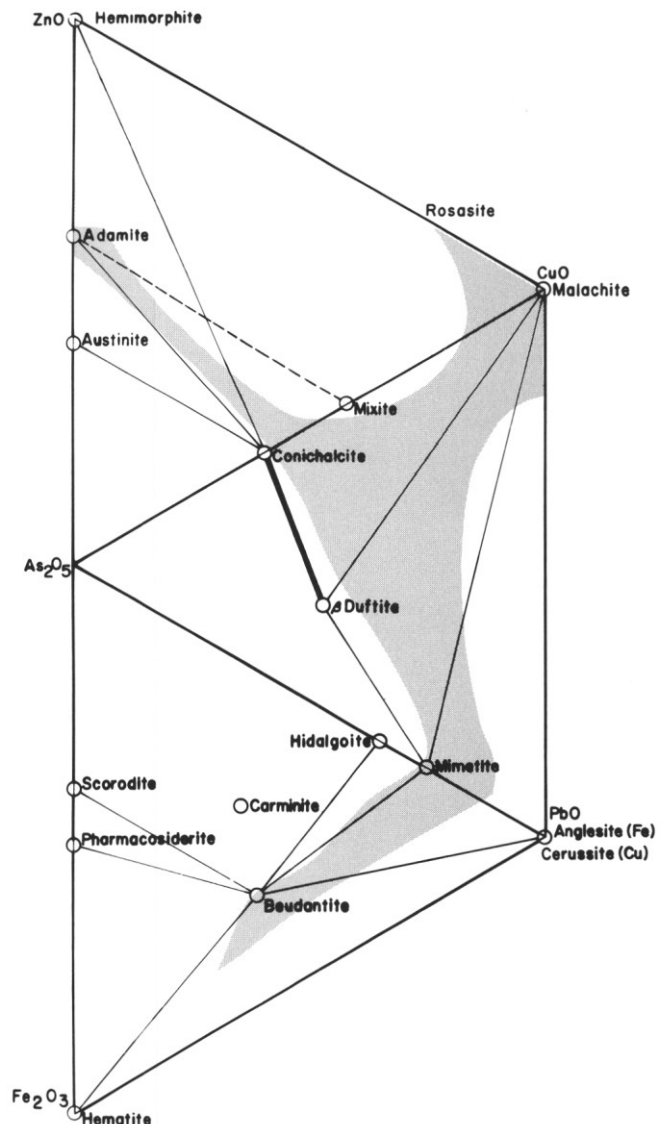 ZnO Hemimorphite
Rosasite
Adamite
CuO
Malachite
Austinite
Mixite
Conichalcite
As2O5
β Duftite
Hidalgoite
Mimetite
Scorodite
Carminite
PbO
Anglesite (Fe)
Pharmacosiderite
Cerussite (Cu)
Beudantite
Fe2O3
Hematite